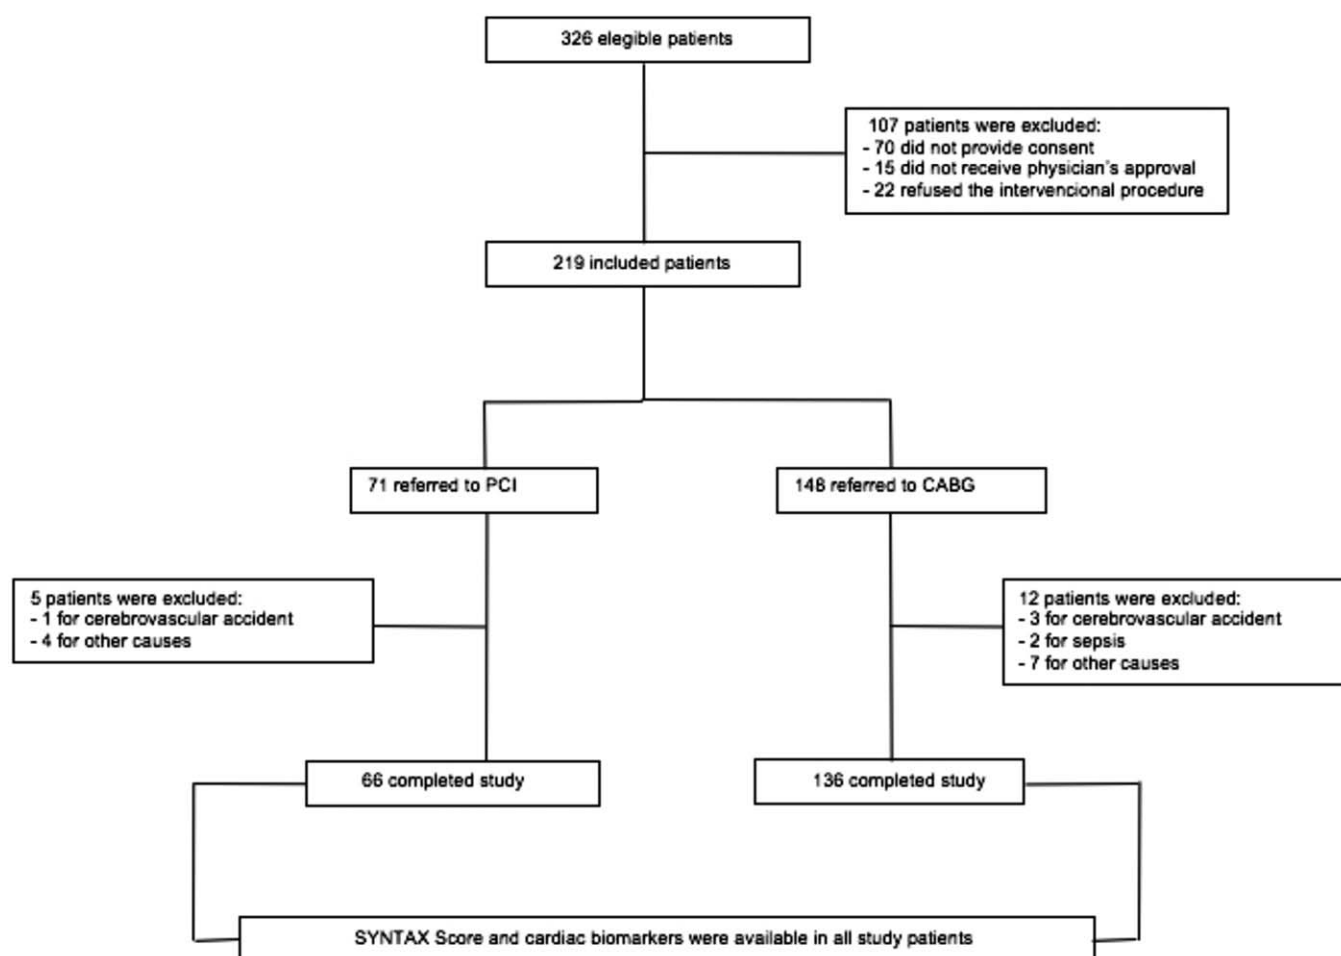 326 elegible patients
107 patients were excluded:
- 70 did not provide consent
- 15 did not receive physician's approval
- 22 refused the intervencional procedure
219 included patients
71 referred to PCI
148 referred to CABG
5 patients were excluded:
- 1 for cerebrovascular accident
- 4 for other causes
12 patients were excluded:
- 3 for cerebrovascular accident
- 2 for sepsis
- 7 for other causes
66 completed study
136 completed study
SYNTAX Score and cardiac biomarkers were available in all study patients